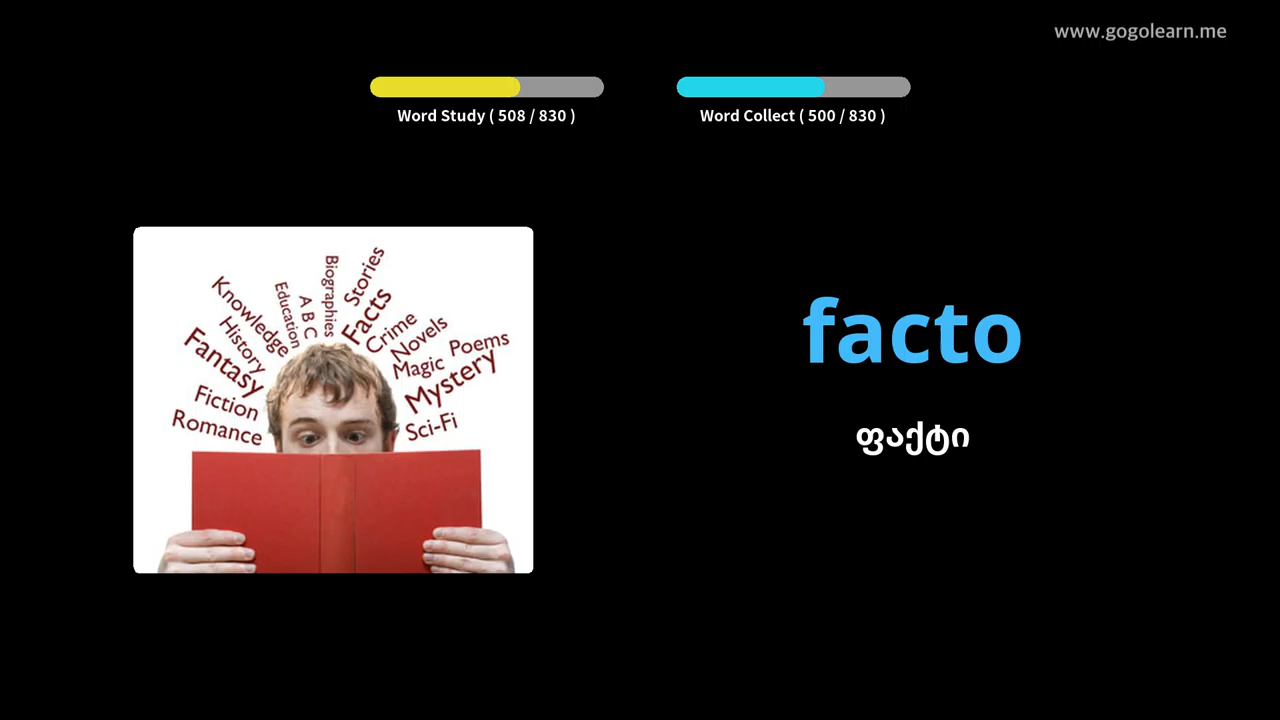 www.gogolearn.me
Word Study ( 508 / 830 )
Word Collect ( 500 / 830 )
Stories
Biographies
Facts
A B C
Education
Knowledge
Crime
History
Novels
Poems
Fantasy
Magic
Mystery
Fiction
Romance
Sci-Fi
facto
ფაქტი